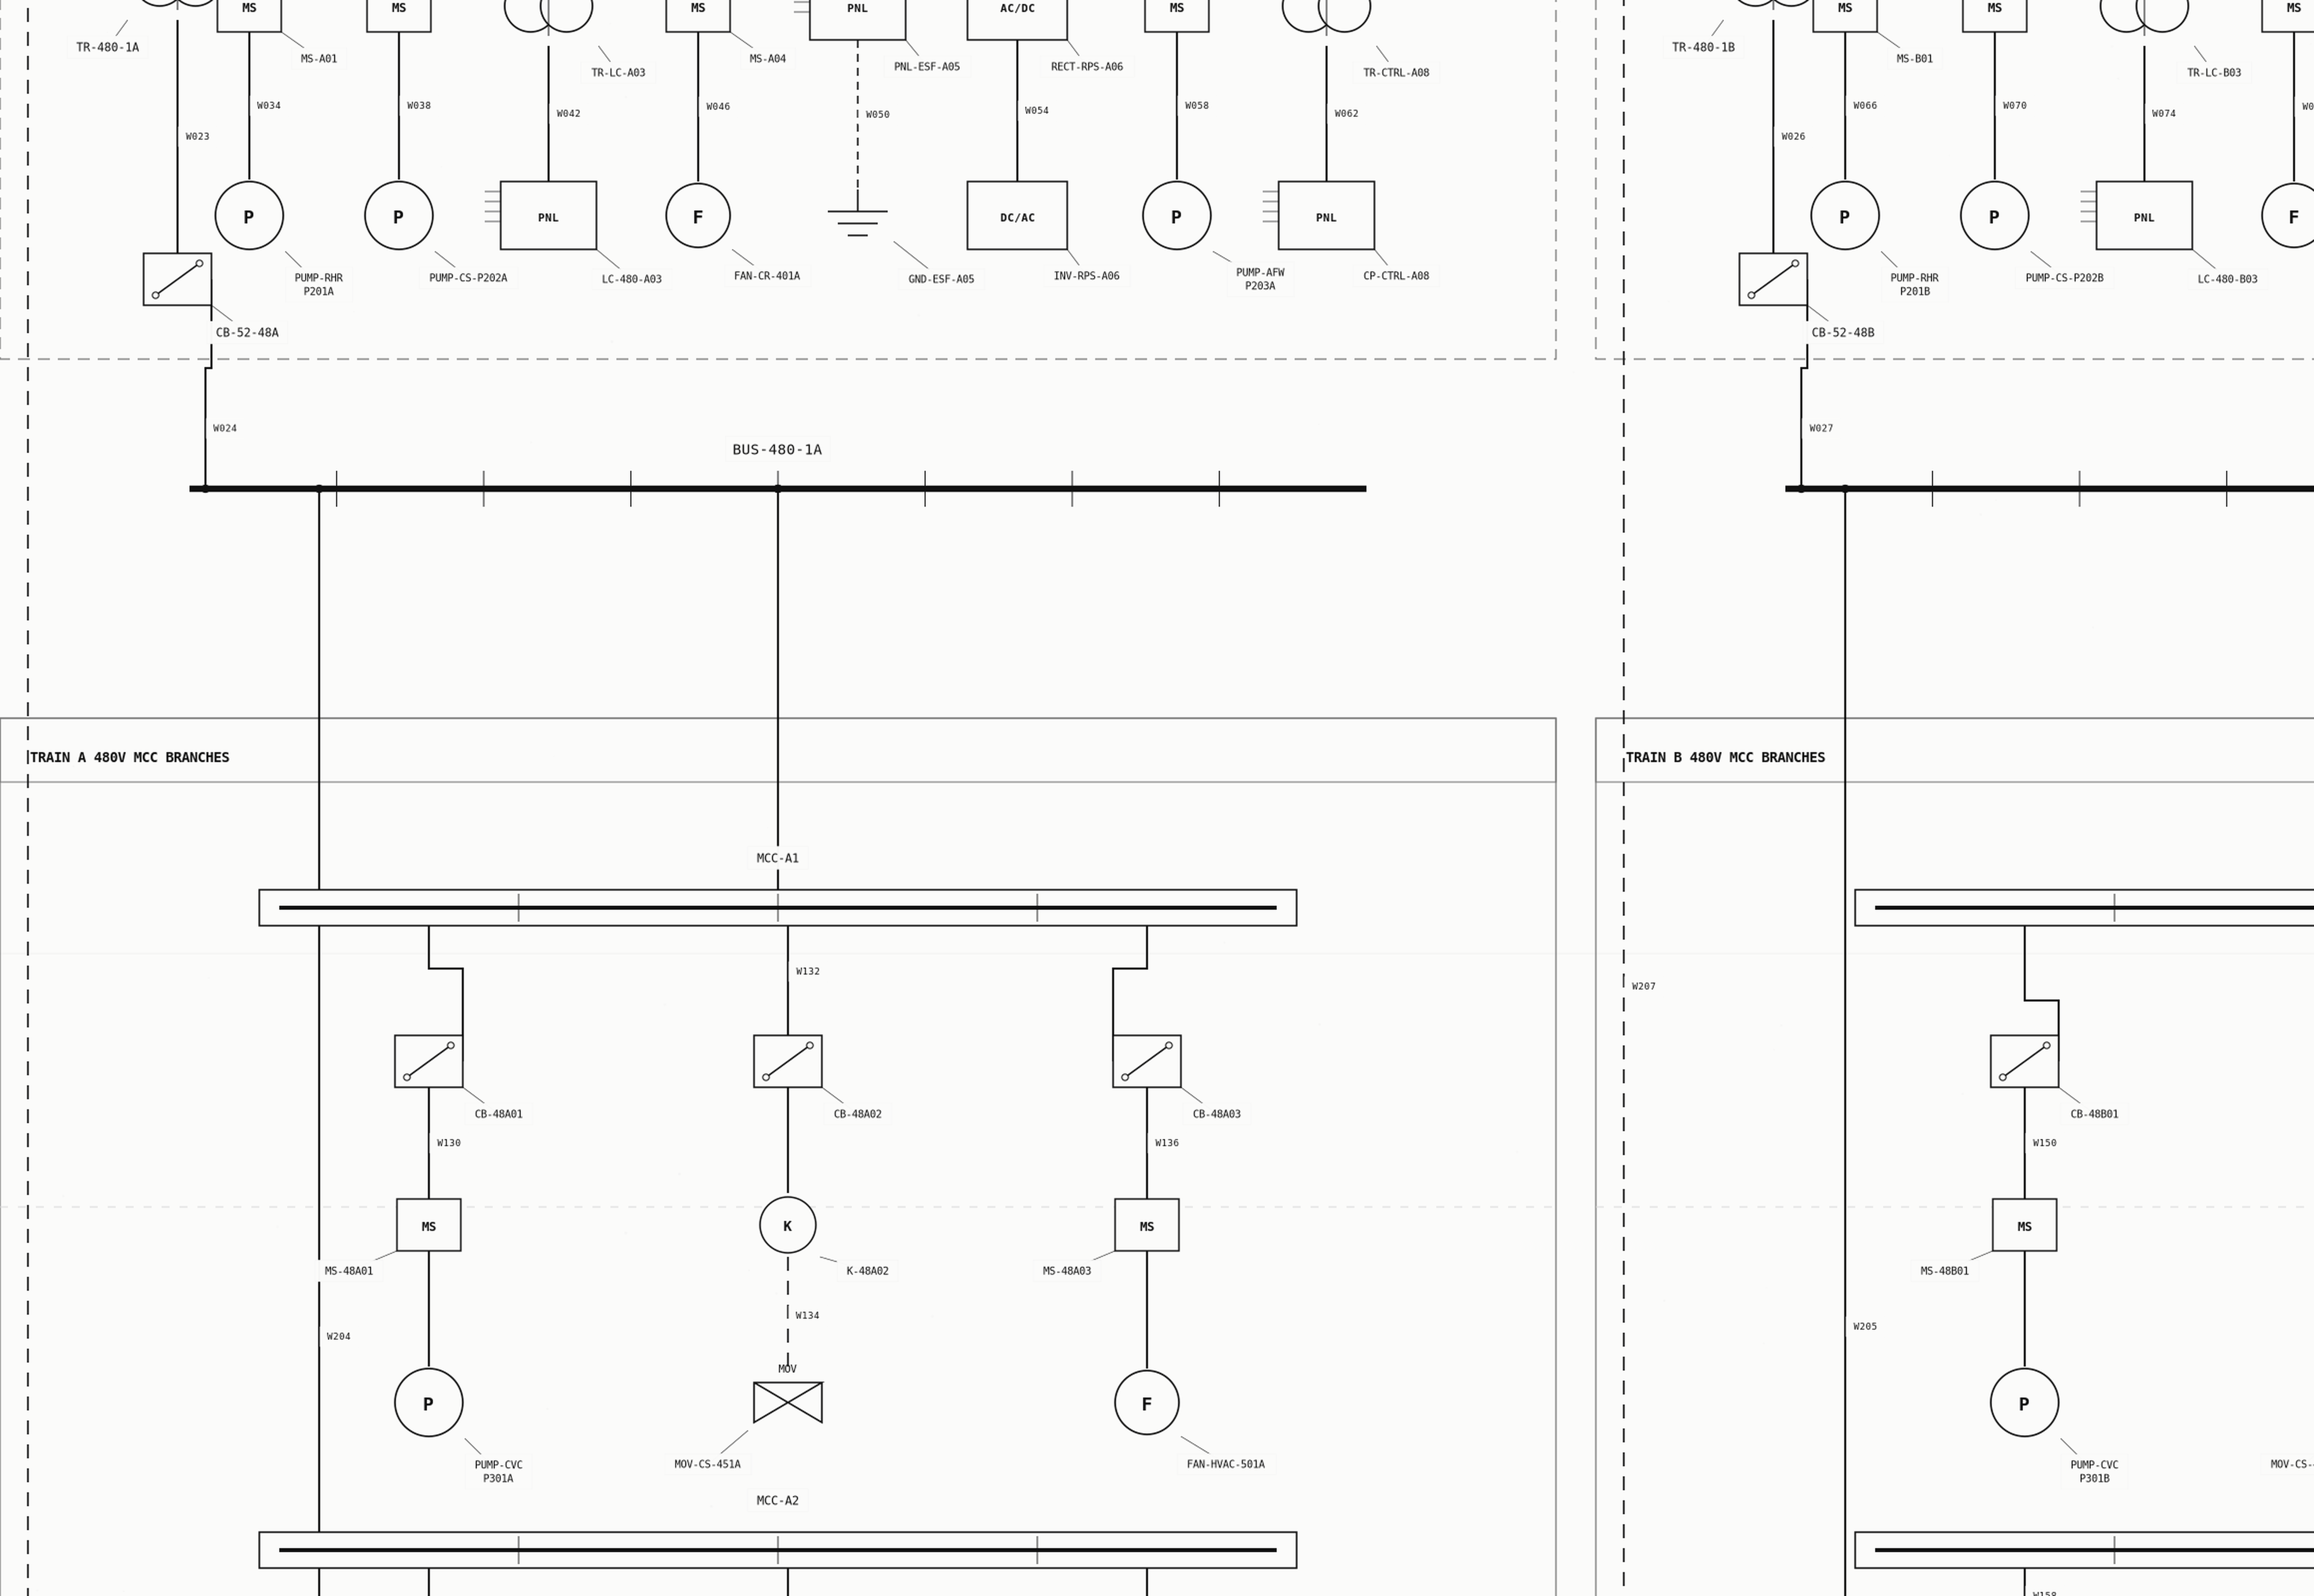 MS
MS
MS
PNL
AC/DC
MS
MS
MS
MS
TR-480-1A
MS-A01
TR-LC-A03
MS-A04
PNL-ESF-A05
RECT-RPS-A06
TR-CTRL-A08
TR-480-1B
MS-B01
TR-LC-B03
W034
W038
W042
W046
W050
W054
W058
W062
W066
W070
W074
W023
W026
P
P
PNL
F
DC/AC
P
PNL
P
P
PNL
F
PUMP-RHR
P201A
PUMP-CS-P202A
LC-480-A03
FAN-CR-401A
GND-ESF-A05
INV-RPS-A06
PUMP-AFW
P203A
CP-CTRL-A08
PUMP-RHR
P201B
PUMP-CS-P202B
LC-480-B03
CB-52-48A
CB-52-48B
W024
W027
BUS-480-1A
TRAIN A 480V MCC BRANCHES
TRAIN B 480V MCC BRANCHES
MCC-A1
W132
W207
CB-48A01
CB-48A02
CB-48A03
CB-48B01
W130
W136
W150
MS
K
MS
MS
MS-48A01
K-48A02
MS-48A03
MS-48B01
W134
W204
W205
MOV
P
F
P
PUMP-CVC
P301A
MOV-CS-451A
FAN-HVAC-501A
PUMP-CVC
P301B
MOV-CS-
MCC-A2